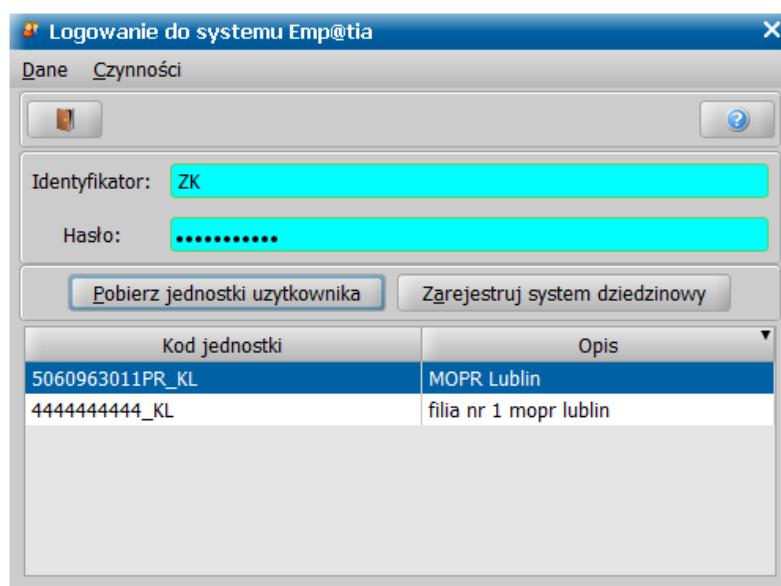 Logowanie do systemu Emp@tia
Dane Czynności
Identyfikator: ZK
Hasło: •••••••••••
Pobierz jednostki uzytkownika Zarejestruj system dziedzinowy
Kod jednostki Opis
5060963011PR_KL MOPR Lublin
4444444444_KL filia nr 1 mopr lublin